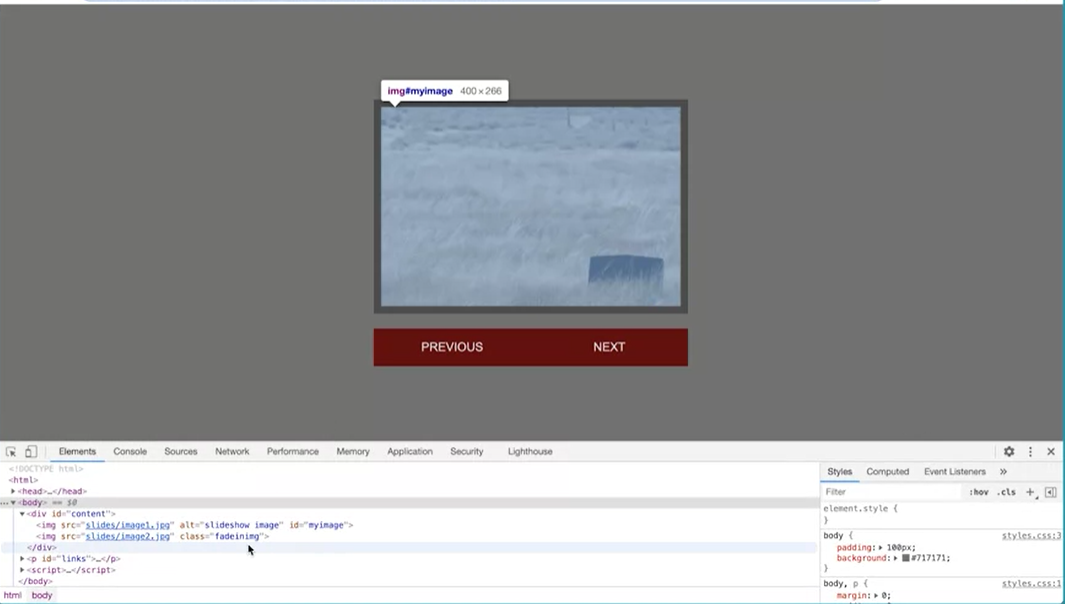 img#myimage 400 × 266
PREVIOUS NEXT
Elements Console Sources Network Performance Memory Application Security Lighthouse
<!DOCTYPE html>
<html>
<head>…</head>
<body> == $0
<div id="content">
<img src="slides/image1.jpg" alt="slideshow image" id="myimage">
<img src="slides/image2.jpg" class="fadeinimg">
</div>
<p id="links">…</p>
<script>…</script>
</body>
html body
Styles Computed Event Listeners »
Filter :hov .cls +
element.style {
}
body { styles.css:3
padding: 100px;
background: #717171;
}
body, p { styles.css:1
margin: 0;